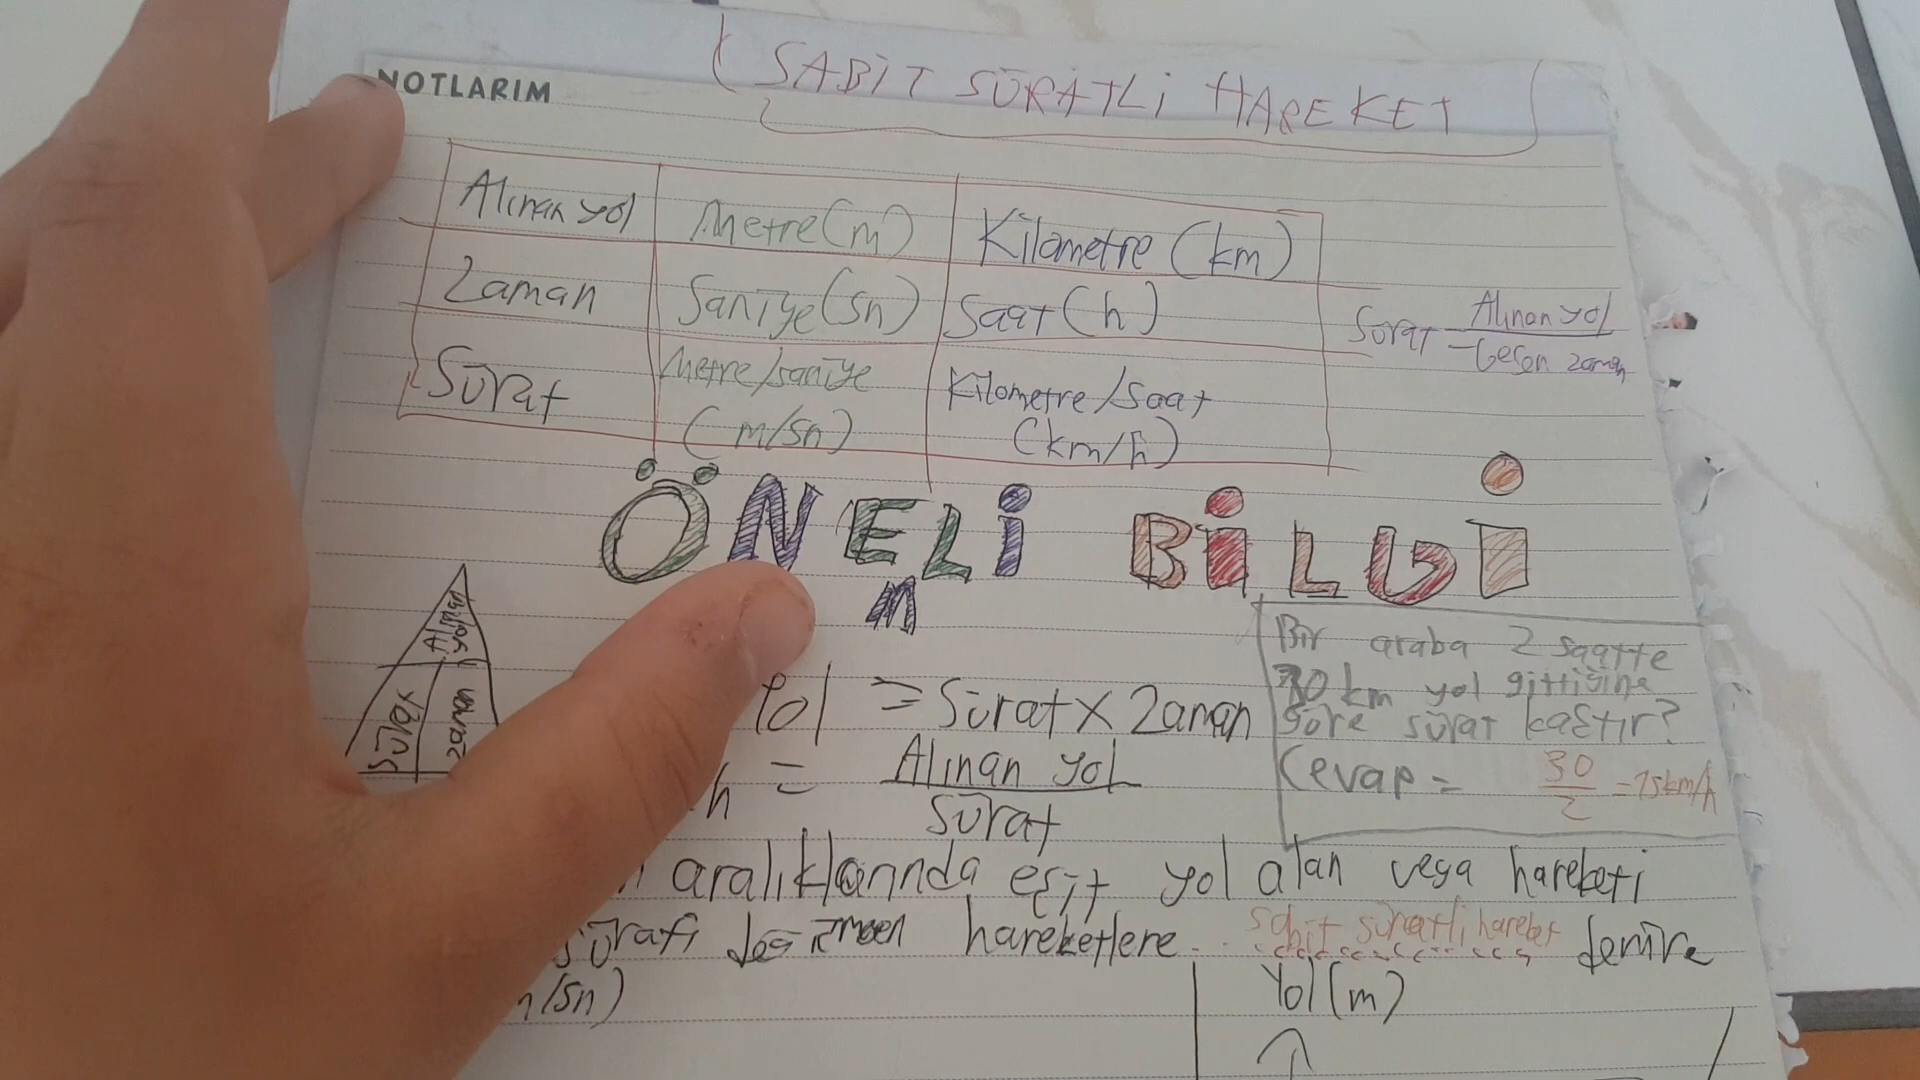 SABİT SÜRATLİ HAREKET
NOTLARIM
Alınan yol Metre (m) Kilometre (km)
Zaman Saniye (Sn) Saat (h)
Sürat Metre/saniye (m/sn) Kilometre/Saat (km/h)
Sürat = Alınan yol / Geçen zaman
ÖNELİ BİLGİ
M
Alınan yol
Sürat zaman
Yol = Sürat x Zaman
h = Alınan yol / Sürat
Bir araba 2 saatte
30 km yol gittiğine
göre sürat kaçtır?
Cevap = 30/2 = 15km/h
aralıklarında eşit yol alan veya hareketi
sürati değişmeen hareketlere sabit süratli hareket denir.
/sn)
Yol (m)